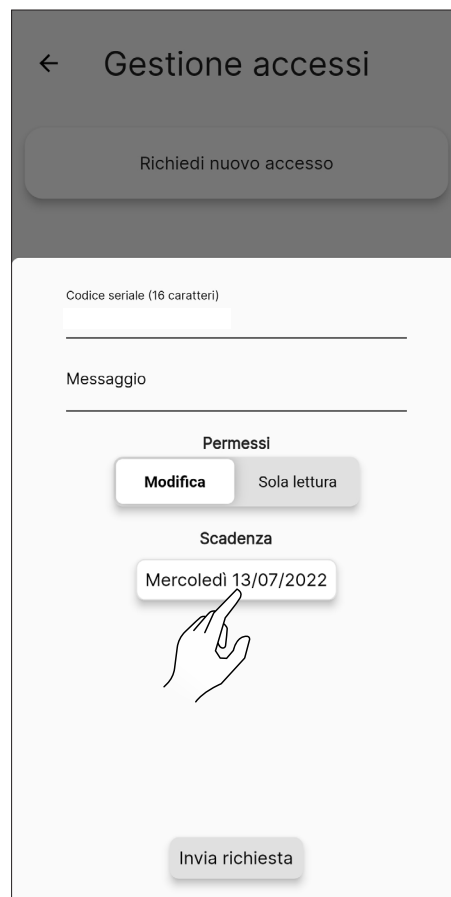 Gestione accessi
Richiedi nuovo accesso
Codice seriale (16 caratteri)
Messaggio
Permessi
Modifica Sola lettura
Scadenza
Mercoledì 13/07/2022
Invia richiesta